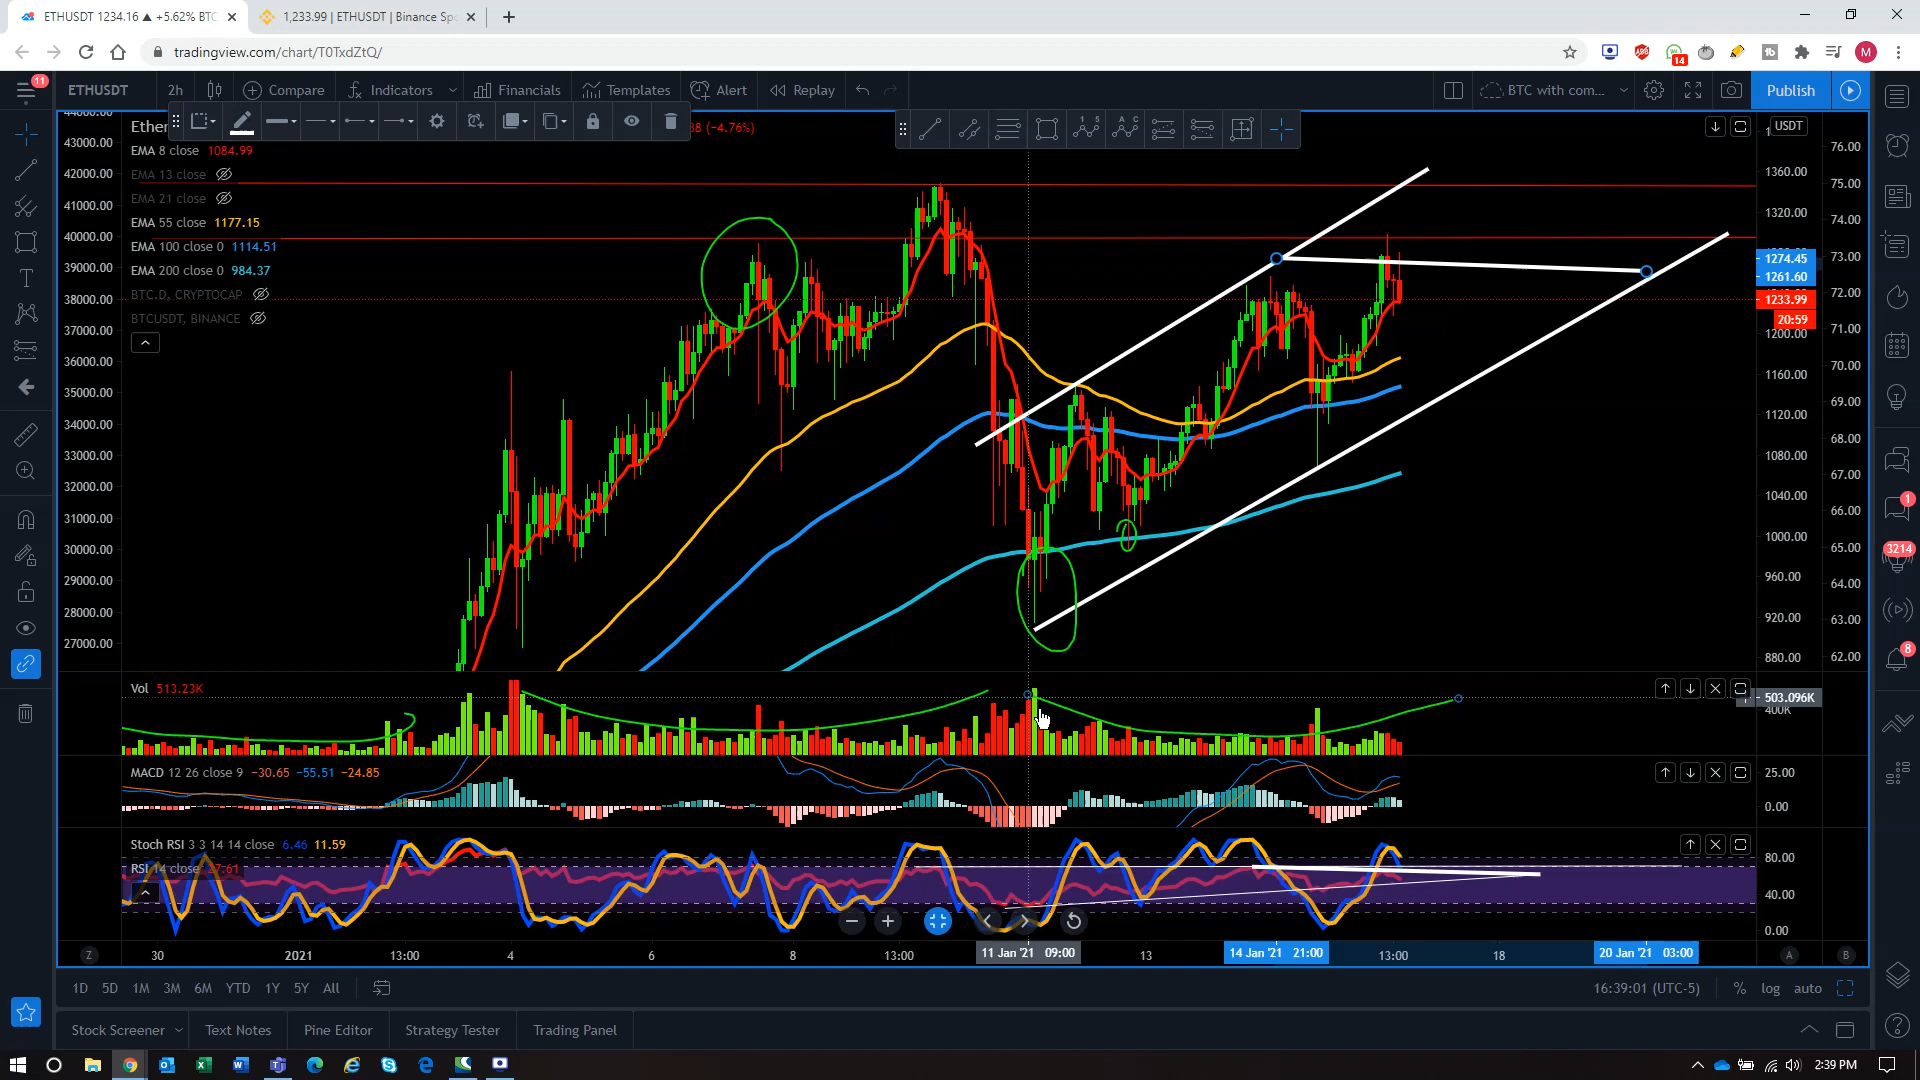 ETHUSDT 1234.16 ▲ +5.62% BTC
1,233.99 | ETHUSDT | Binance Spo
tradingview.com/chart/T0TxdZtQ/
14
M
11
ETHUSDT
2h
Compare
Indicators
Financials
Templates
Alert
Replay
BTC with com...
Publish
(−4.76%)
EMA 8 close 1084.99
EMA 13 close
EMA 21 close
EMA 55 close 1177.15
EMA 100 close 0 1114.51
EMA 200 close 0 984.37
BTC.D, CRYPTOCAP
BTCUSDT, BINANCE
43000.00
42000.00
41000.00
40000.00
39000.00
38000.00
37000.00
36000.00
35000.00
34000.00
33000.00
32000.00
31000.00
30000.00
29000.00
28000.00
27000.00
USDT
1360.00
1320.00
1274.45
1261.60
1233.99
20:59
1200.00
1160.00
1120.00
1080.00
1040.00
1000.00
960.00
920.00
880.00
76.00
75.00
74.00
73.00
72.00
71.00
70.00
69.00
68.00
67.00
66.00
65.00
64.00
63.00
62.00
1
3214
8
Vol 513.23K
503.096K
400K
MACD 12 26 close 9 −30.65 −55.51 −24.85
25.00
0.00
Stoch RSI 3 3 14 14 close 6.46 11.59
RSI 14 close 27.61
80.00
40.00
0.00
Z
30
2021
13:00
4
6
8
13:00
11 Jan '21 09:00
13
14 Jan '21 21:00
13:00
18
20 Jan '21 03:00
A
B
1D 5D 1M 3M 6M YTD 1Y 5Y All
16:39:01 (UTC-5)
% log auto
Stock Screener
Text Notes
Pine Editor
Strategy Tester
Trading Panel
2:39 PM